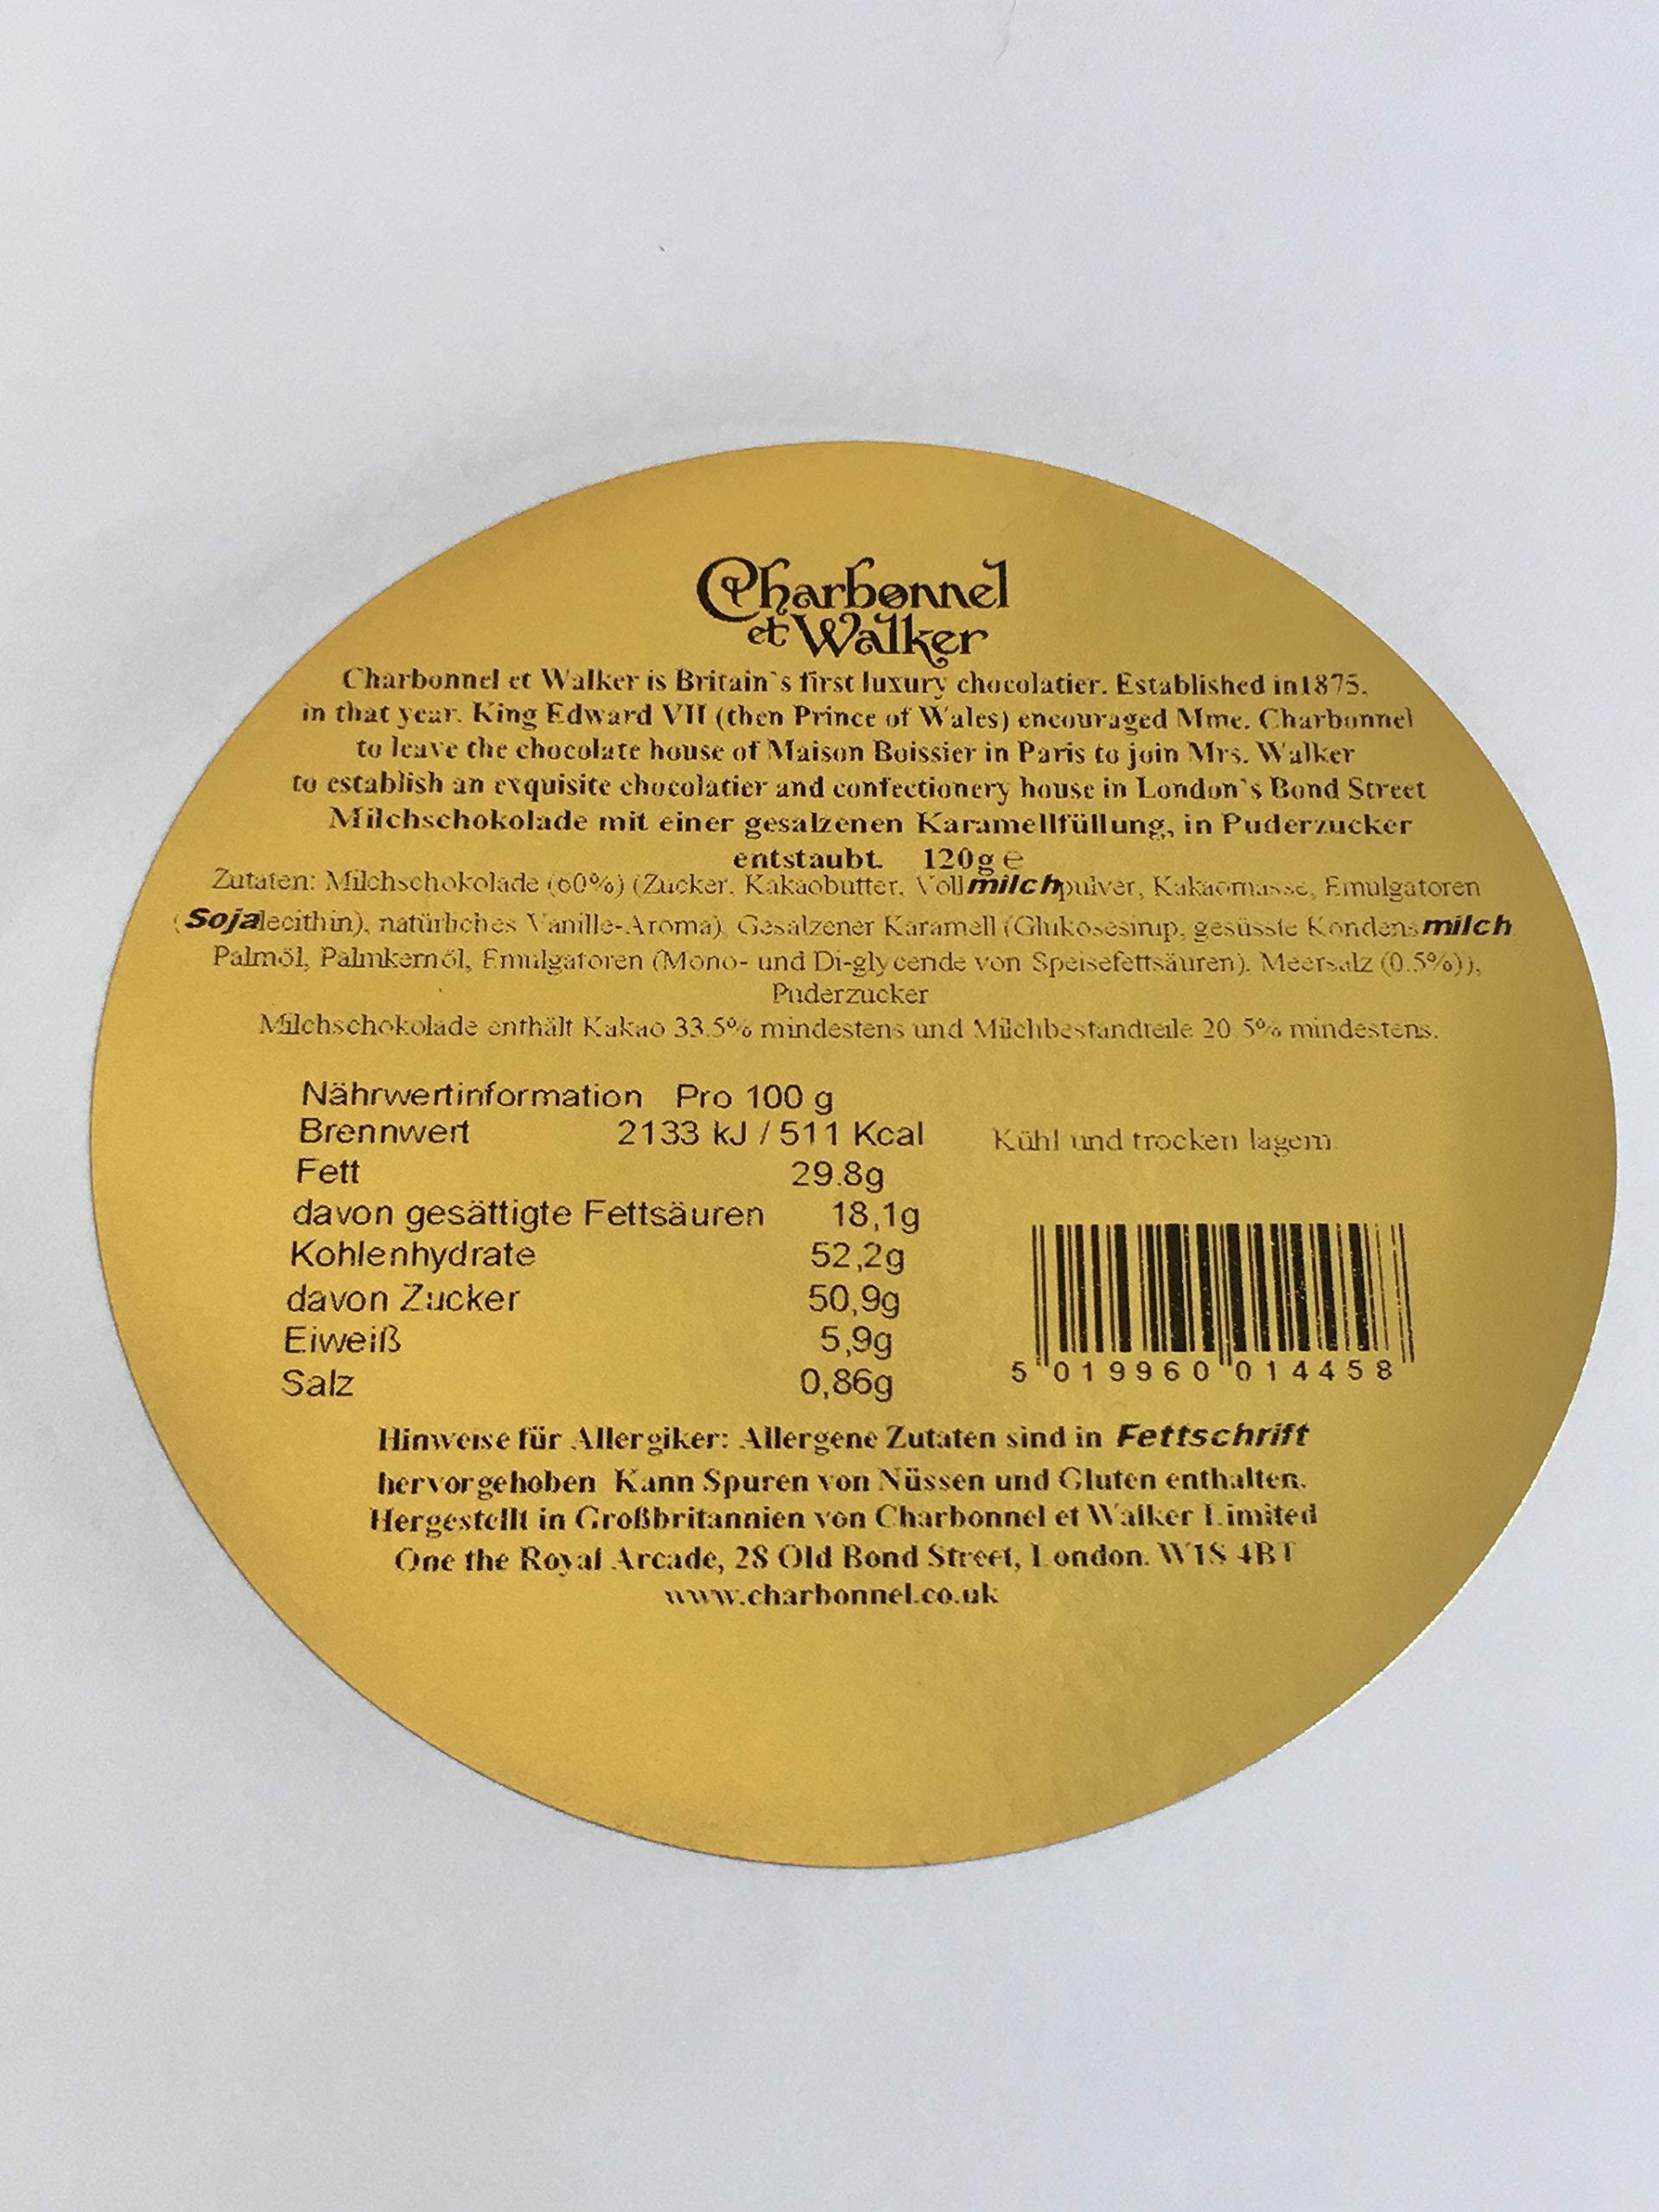 Charbonnel
et Walker
Charbonnel et Walker is Britain`s first luxury chocolatier. Established in1875.
in that year. King Edward VII (then Prince of Wales) encouraged Mme. Charbonnel
to leave the chocolate house of Maison Boissier in Paris to join Mrs. Walker
to establish an exquisite chocolatier and confectionery house in London`s Bond Street
Milchschokolade mit einer gesalzenen Karamellfüllung, in Puderzucker
entstaubt. 120g e
Zutaten: Milchschokolade (60%) (Zucker. Kakaobutter. Vollmilchpulver, Kakaomasse, Emulgatoren
(Sojalecithin), natürliches Vanille-Aroma), Gesalzener Karamell (Glukosesirup, gesüsste Kondensmilch
Palmöl, Palmkernöl, Emulgatoren (Mono- und Di-glyceride von Speisefettsäuren). Meersalz (0.5%)),
Puderzucker
Milchschokolade enthält Kakao 33.5% mindestens und Milchbestandteile 20.5% mindestens.
Nährwertinformation Pro 100 g
Brennwert 2133 kJ / 511 Kcal
Fett 29.8g
davon gesättigte Fettsäuren 18,1g
Kohlenhydrate 52,2g
davon Zucker 50,9g
Eiweiß 5,9g
Salz 0,86g
Kühl und trocken lagern
5 019960 014458
Hinweise für Allergiker: Allergene Zutaten sind in Fettschrift
hervorgehoben Kann Spuren von Nüssen und Gluten enthalten.
Hergestellt in Großbritannien von Charbonnel et Walker Limited
One the Royal Arcade, 28 Old Bond Street, London. W1S 4BT
www.charbonnel.co.uk